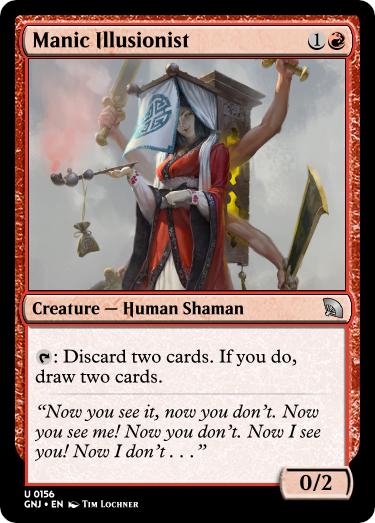 Manic Illusionist 1
Creature — Human Shaman
: Discard two cards. If you do,
draw two cards.
“Now you see it, now you don't. Now
you see me! Now you don't. Now I see
you! Now I don't . . .”
0/2
U 0156
GNJ • EN Tim Lochner